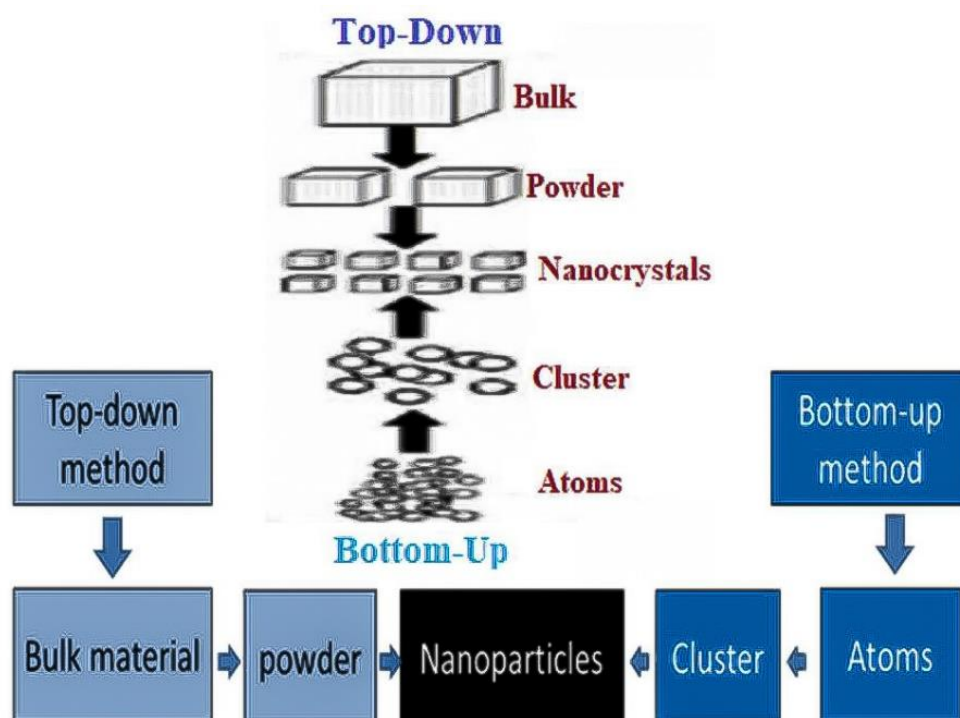 Top-Down
Bulk
Powder
Nanocrystals
Cluster
Atoms
Bottom-Up
Top-down
method
Bottom-up
method
Bulk material
powder
Nanoparticles
Cluster
Atoms